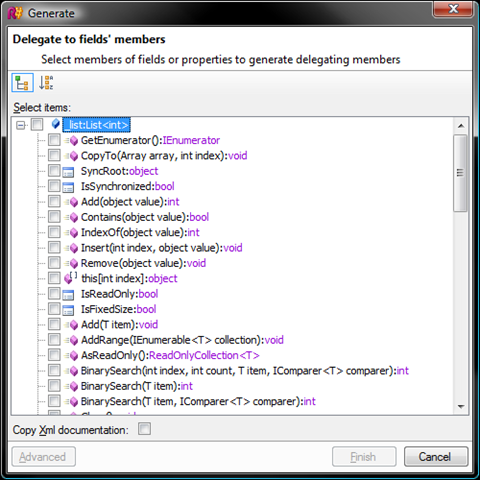 Generate
Delegate to fields' members
Select members of fields or properties to generate delegating members
Select items:
_list:List<int>
GetEnumerator():IEnumerator
CopyTo(Array array, int index):void
SyncRoot:object
IsSynchronized:bool
Add(object value):int
Contains(object value):bool
IndexOf(object value):int
Insert(int index, object value):void
Remove(object value):void
this[int index]:object
IsReadOnly:bool
IsFixedSize:bool
Add(T item):void
AddRange(IEnumerable<T> collection):void
AsReadOnly():ReadOnlyCollection<T>
BinarySearch(int index, int count, T item, IComparer<T> comparer):int
BinarySearch(T item):int
BinarySearch(T item, IComparer<T> comparer):int
Copy Xml documentation:
Advanced
Finish
Cancel